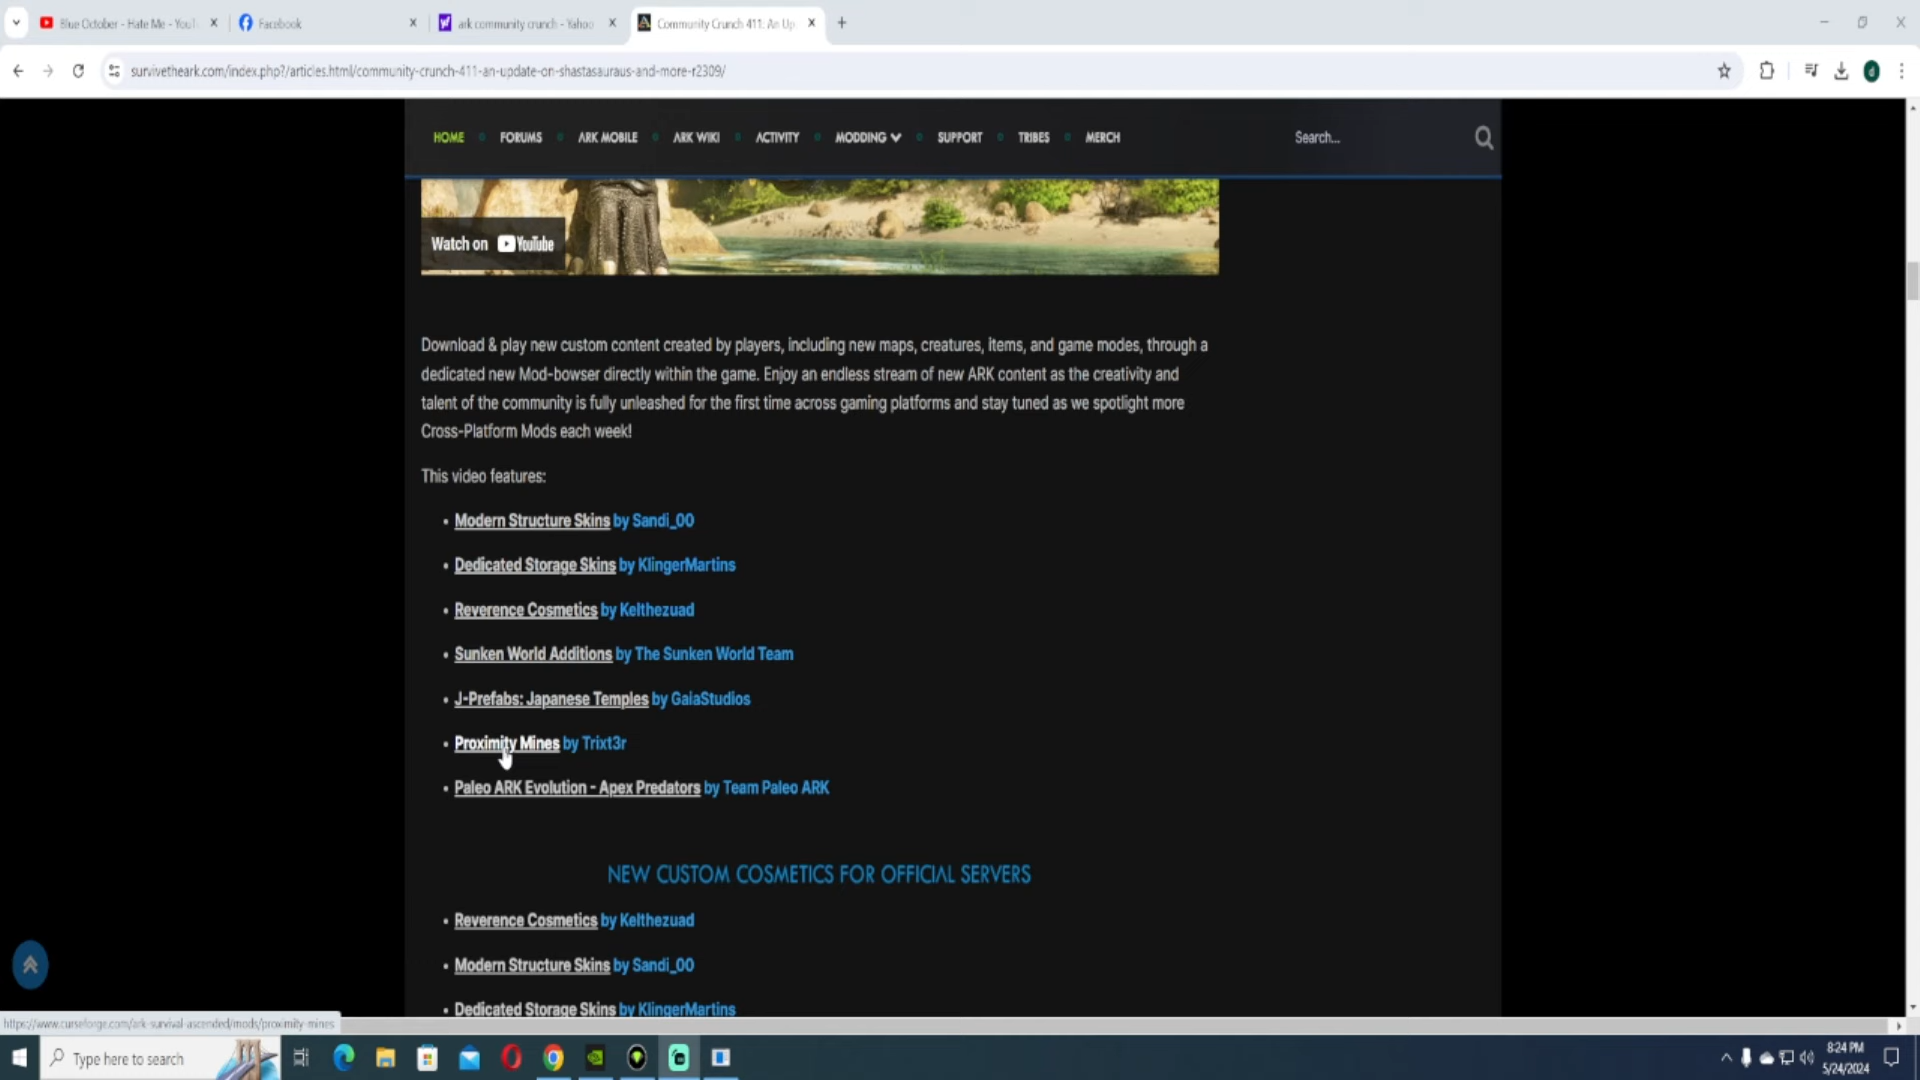 Blue October - Hate Me - YouT
Facebook
ark community crunch - Yahoo
Community Crunch 411: An Up
survivetheark.com/index.php?/articles.html/community-crunch-411-an-update-on-shastasauraus-and-more-r2309/
d
HOME FORUMS ARK MOBILE ARK WIKI ACTIVITY MODDING SUPPORT TRIBES MERCH Search...
Watch on YouTube
Download & play new custom content created by players, including new maps, creatures, items, and game modes, through a
dedicated new Mod-bowser directly within the game. Enjoy an endless stream of new ARK content as the creativity and
talent of the community is fully unleashed for the first time across gaming platforms and stay tuned as we spotlight more
Cross-Platform Mods each week!
This video features:
• Modern Structure Skins by Sandi_00
• Dedicated Storage Skins by KlingerMartins
• Reverence Cosmetics by Kelthezuad
• Sunken World Additions by The Sunken World Team
• J-Prefabs: Japanese Temples by GaiaStudios
• Proximity Mines by Trixt3r
• Paleo ARK Evolution - Apex Predators by Team Paleo ARK
NEW CUSTOM COSMETICS FOR OFFICIAL SERVERS
• Reverence Cosmetics by Kelthezuad
• Modern Structure Skins by Sandi_00
• Dedicated Storage Skins by KlingerMartins
https://www.curseforge.com/ark-survival-ascended/mods/proximity-mines
Type here to search
8:24 PM
5/24/2024